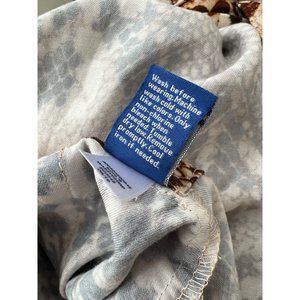 Wash before
wearing.Machine
wash cold with
like colors.Only
non-chlorine
bleach when
needed.Tumble
dry low.Remove
promptly.Cool
iron if needed.